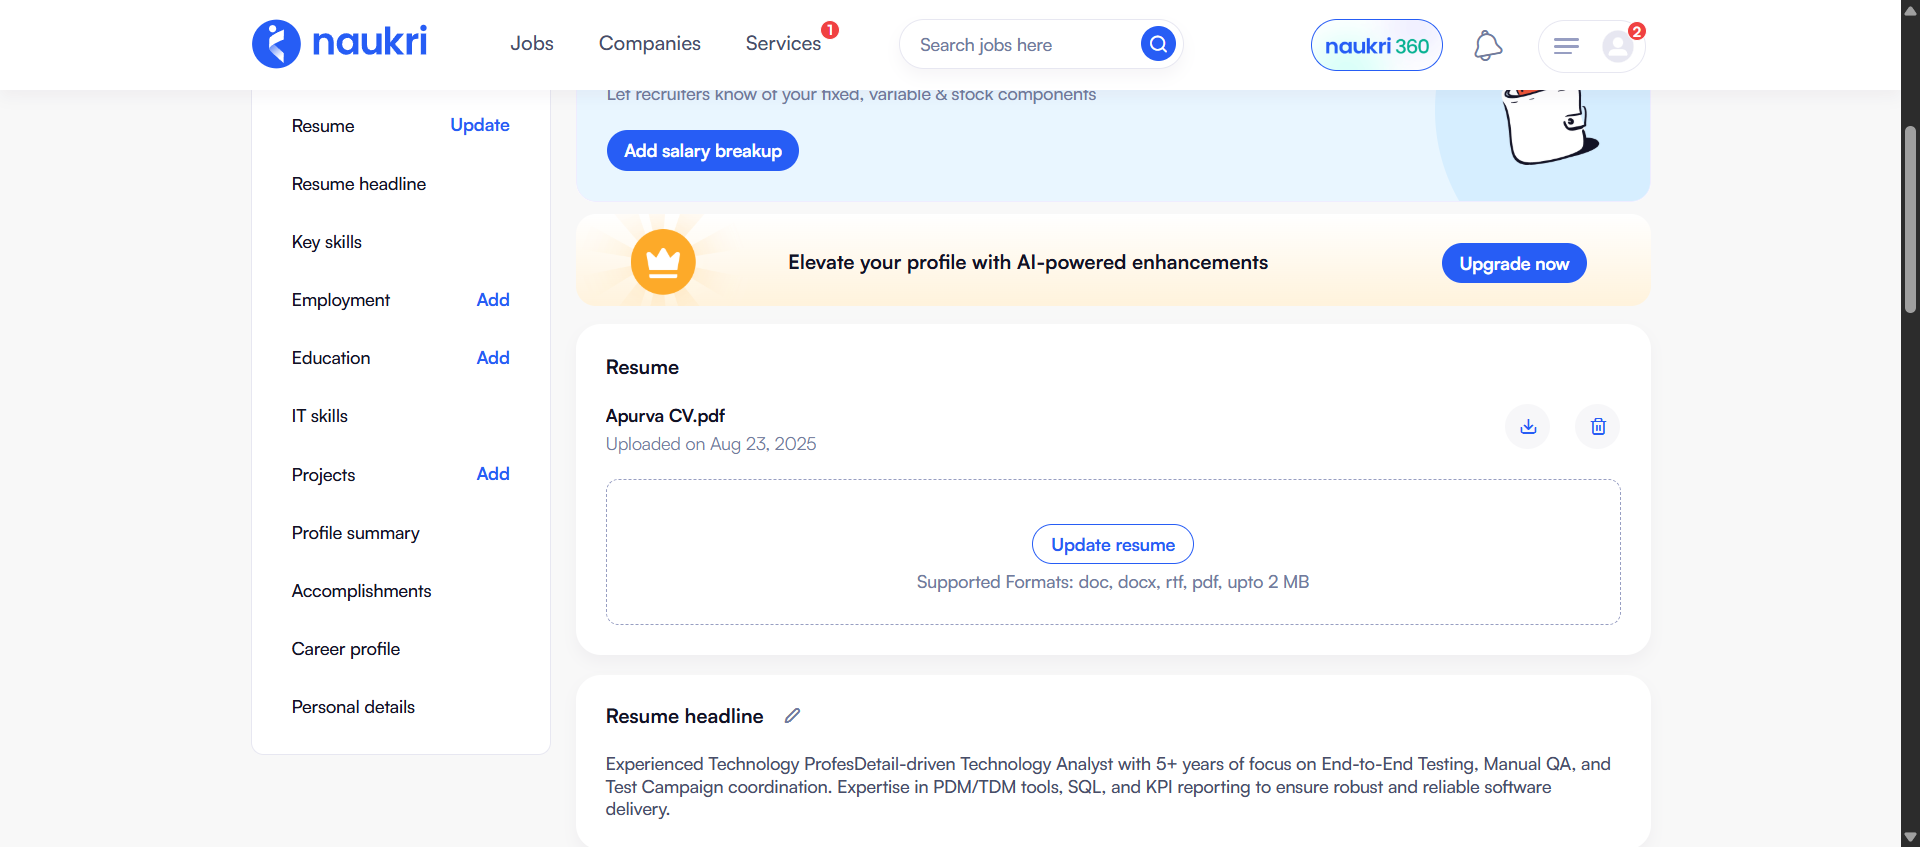 naukri
Jobs
Companies
Services
1
Search jobs here
naukri 360
2
Let recruiters know of your fixed, variable & stock components
Add salary breakup
Elevate your profile with AI-powered enhancements
Upgrade now
Resume
Update
Resume headline
Key skills
Employment
Add
Education
Add
IT skills
Projects
Add
Profile summary
Accomplishments
Career profile
Personal details
Resume
Apurva CV.pdf
Uploaded on Aug 23, 2025
Update resume
Supported Formats: doc, docx, rtf, pdf, upto 2 MB
Resume headline
Experienced Technology ProfesDetail-driven Technology Analyst with 5+ years of focus on End-to-End Testing, Manual QA, and
Test Campaign coordination. Expertise in PDM/TDM tools, SQL, and KPI reporting to ensure robust and reliable software
delivery.